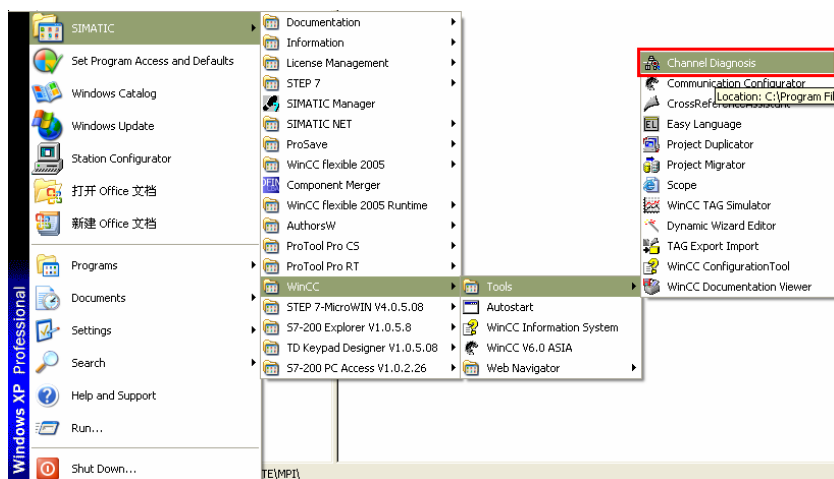 SIMATIC
Set Program Access and Defaults
Windows Catalog
Windows Update
Station Configurator
打开 Office 文档
新建 Office 文档
Programs
Documents
Settings
Search
Help and Support
Run...
Shut Down...
Windows XP Professional
Documentation
Information
License Management
STEP 7
SIMATIC Manager
SIMATIC NET
ProSave
WinCC flexible 2005
Component Merger
WinCC flexible 2005 Runtime
AuthorsW
ProTool Pro CS
ProTool Pro RT
WinCC
STEP 7-MicroWIN V4.0.5.08
S7-200 Explorer V1.0.5.8
TD Keypad Designer V1.0.5.08
S7-200 PC Access V1.0.2.26
Tools
Autostart
WinCC Information System
WinCC V6.0 ASIA
Web Navigator
Channel Diagnosis
Communication Configurator
Location: C:\Program Fil
CrossReferenceAssistant
Easy Language
Project Duplicator
Project Migrator
Scope
WinCC TAG Simulator
Dynamic Wizard Editor
TAG Export Import
WinCC ConfigurationTool
WinCC Documentation Viewer
TE\MPI\